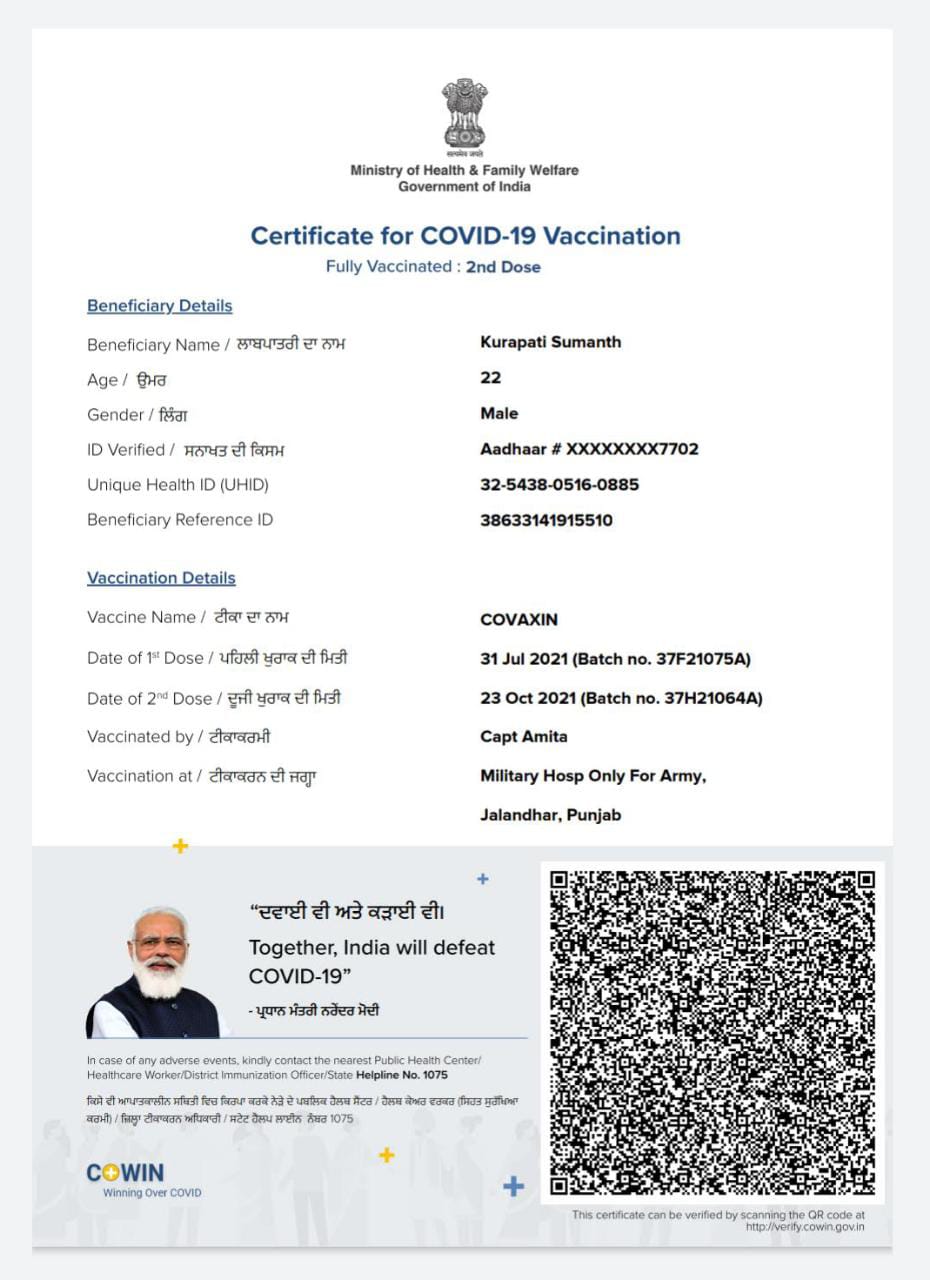 सत्यमेव जयते
Ministry of Health & Family Welfare
Government of India
Certificate for COVID-19 Vaccination
Fully Vaccinated : 2nd Dose
Beneficiary Details
Beneficiary Name / ਲਾਬਪਾਤਰੀ ਦਾ ਨਾਮ Kurapati Sumanth
Age / ਉਮਰ 22
Gender / ਲਿੰਗ Male
ID Verified / ਸਨਾਖਤ ਦੀ ਕਿਸਮ Aadhaar # XXXXXXXX7702
Unique Health ID (UHID) 32-5438-0516-0885
Beneficiary Reference ID 38633141915510
Vaccination Details
Vaccine Name / ਟੀਕਾ ਦਾ ਨਾਮ COVAXIN
Date of 1st Dose / ਪਹਿਲੀ ਖੁਰਾਕ ਦੀ ਮਿਤੀ 31 Jul 2021 (Batch no. 37F21075A)
Date of 2nd Dose / ਦੂਜੀ ਖੁਰਾਕ ਦੀ ਮਿਤੀ 23 Oct 2021 (Batch no. 37H21064A)
Vaccinated by / ਟੀਕਾਕਰਮੀ Capt Amita
Vaccination at / ਟੀਕਾਕਰਨ ਦੀ ਜਗ੍ਹਾ Military Hosp Only For Army,
Jalandhar, Punjab
“ਦਵਾਈ ਵੀ ਅਤੇ ਕੜਾਈ ਵੀ।
Together, India will defeat
COVID-19”
- ਪ੍ਰਧਾਨ ਮੰਤਰੀ ਨਰੇਂਦਰ ਮੋਦੀ
In case of any adverse events, kindly contact the nearest Public Health Center/
Healthcare Worker/District Immunization Officer/State Helpline No. 1075
ਕਿਸੇ ਵੀ ਆਪਾਤਕਾਲੀਨ ਸਥਿਤੀ ਵਿਚ ਕਿਰਪਾ ਕਰਕੇ ਨੇੜੇ ਦੇ ਪਬਲਿਕ ਹੈਲਥ ਸੈਂਟਰ / ਹੈਲਥ ਕੇਅਰ ਵਰਕਰ (ਸਿਹਤ ਸੁਰੱਖਿਆ
ਕਰਮੀ) / ਜ਼ਿਲ੍ਹਾ ਟੀਕਾਕਰਨ ਅਧਿਕਾਰੀ / ਸਟੇਟ ਹੈਲਪ ਲਾਈਨ ਨੰਬਰ 1075
COWIN
Winning Over COVID
This certificate can be verified by scanning the QR code at
http://verify.cowin.gov.in